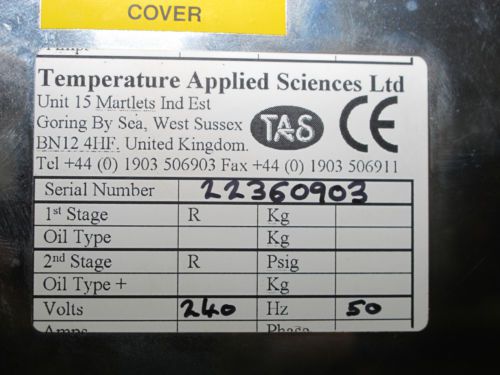 COVER
Temperature Applied Sciences Ltd
Unit 15 Martlets Ind Est
Goring By Sea, West Sussex
BN12 4HF. United Kingdom.
TAS CE
Tel +44 (0) 1903 506903 Fax +44 (0) 1903 506911
Serial Number 22360903
1st Stage R Kg
Oil Type Kg
2nd Stage R Psig
Oil Type + Kg
Volts 240 Hz 50
Amps Phase